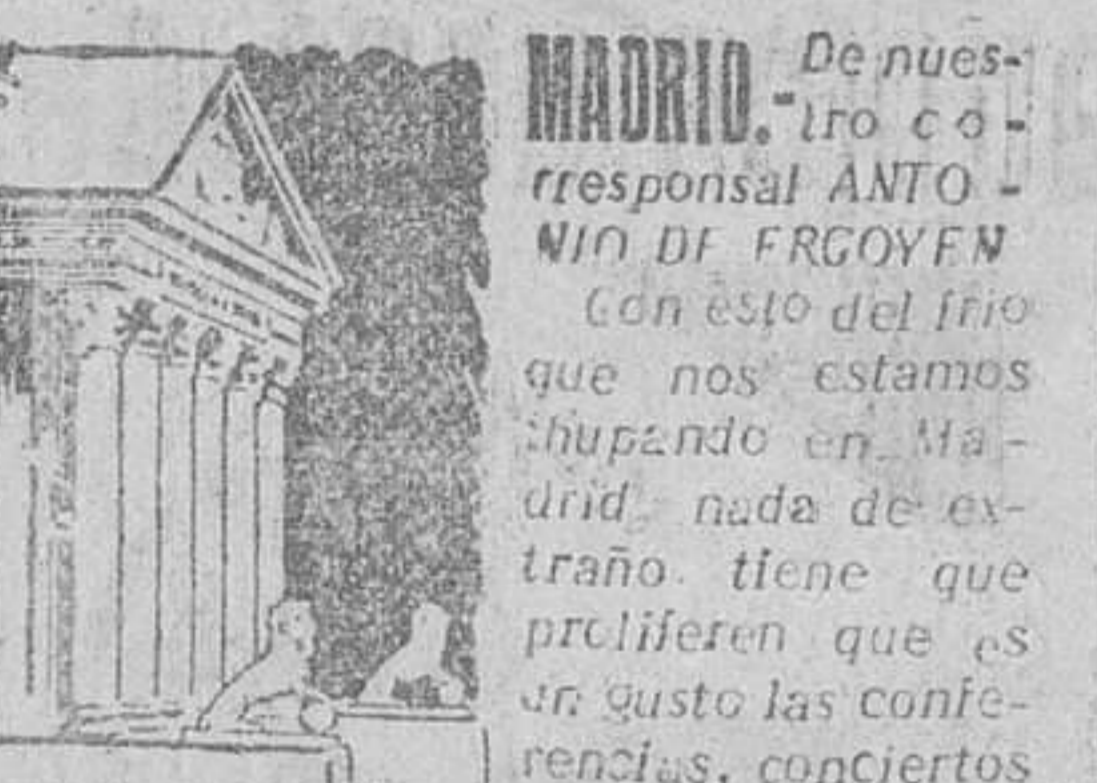 MADRID.- De nues-
tro co-
rresponsal ANTO-
NIO DE ERGOYEN
Con esto del frio
que nos estamos
chupando en Ma-
drid, nada de ex-
traño tiene que
proliferen que es
un gusto las confe-
rencias, conciertos